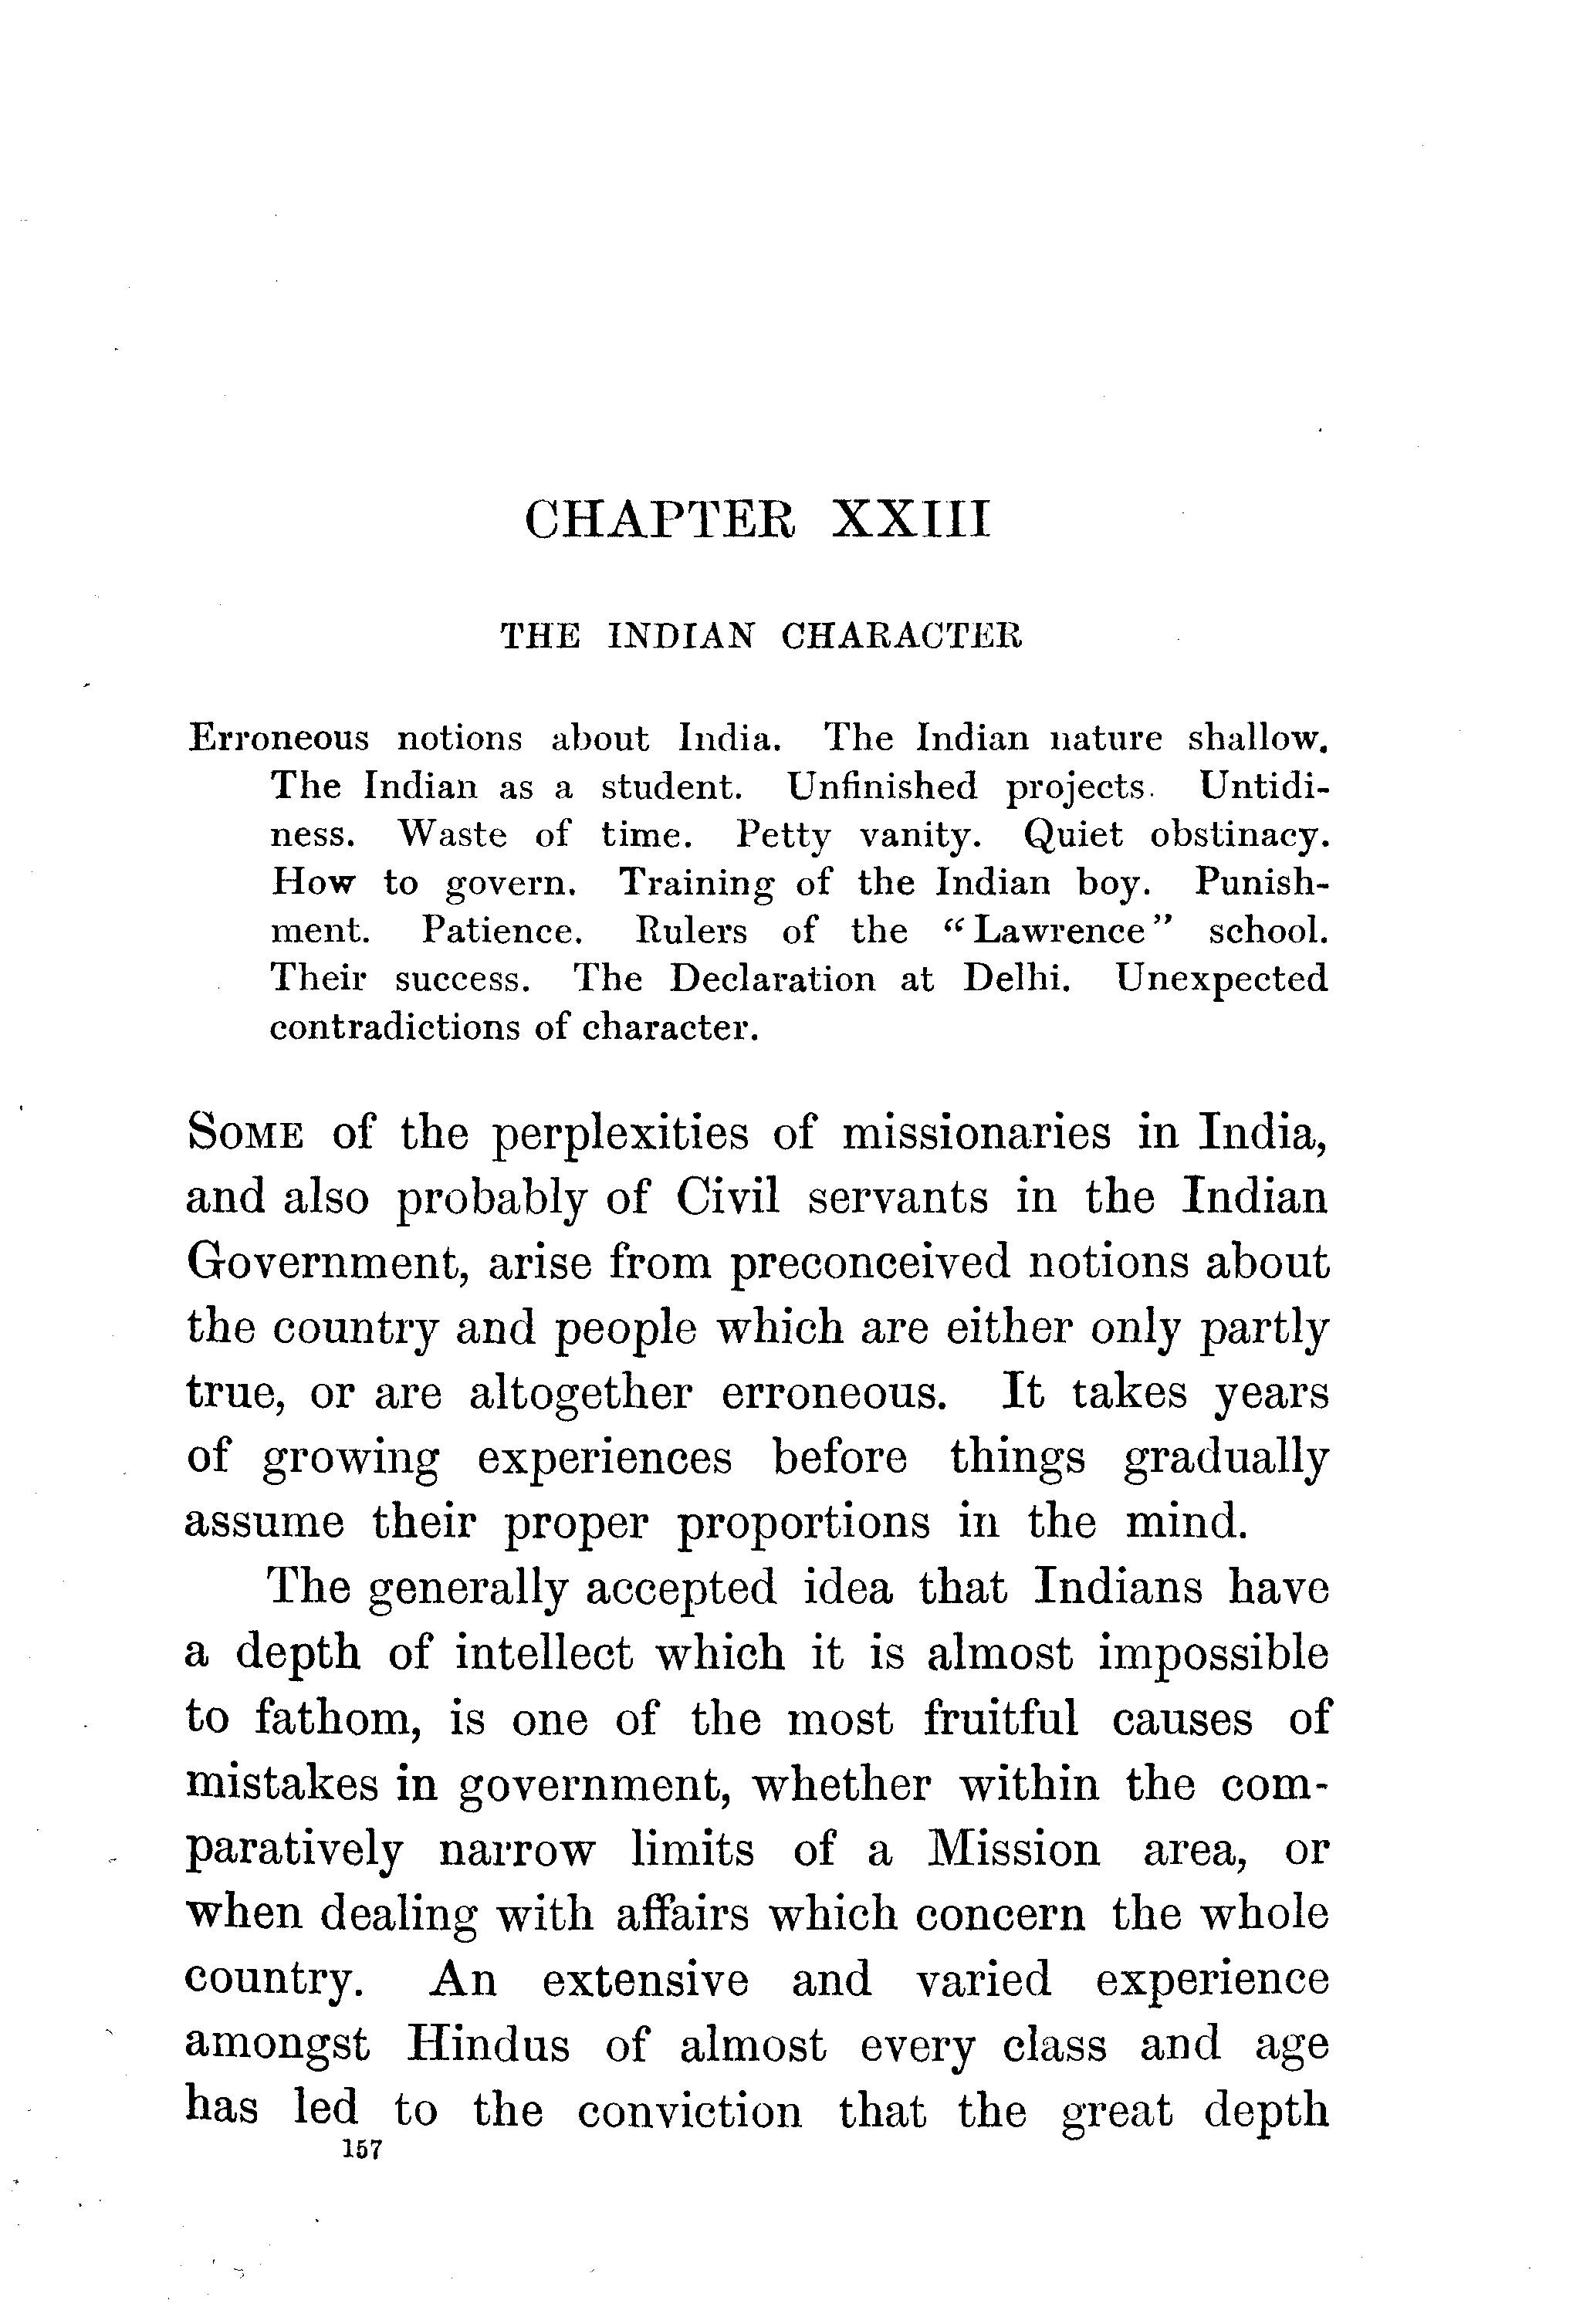 CHAPTER XXIII
THE INDIAN CHARACTER
Erroneous notions about India. The Indian nature shallow.
The Indian as a student. Unfinished projects. Untidi-
ness. Waste of time. Petty vanity. Quiet obstinacy.
How to govern. Training of the Indian boy. Punish-
ment. Patience. Rulers of the “Lawrence” school.
Their success. The Declaration at Delhi. Unexpected
contradictions of character.
SOME of the perplexities of missionaries in India,
and also probably of Civil servants in the Indian
Government, arise from preconceived notions about
the country and people which are either only partly
true, or are altogether erroneous. It takes years
of growing experiences before things gradually
assume their proper proportions in the mind.
The generally accepted idea that Indians have
a depth of intellect which it is almost impossible
to fathom, is one of the most fruitful causes of
mistakes in government, whether within the com-
paratively narrow limits of a Mission area, or
when dealing with affairs which concern the whole
country. An extensive and varied experience
amongst Hindus of almost every class and age
has led to the conviction that the great depth
157